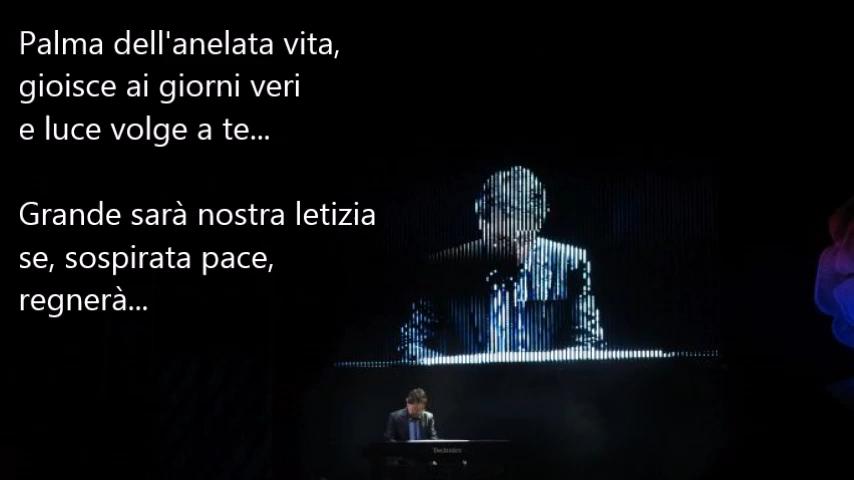 Palma dell'anelata vita,
gioisce ai giorni veri
e luce volge a te...
Grande sarà nostra letizia
se, sospirata pace,
regnerà...
Technics